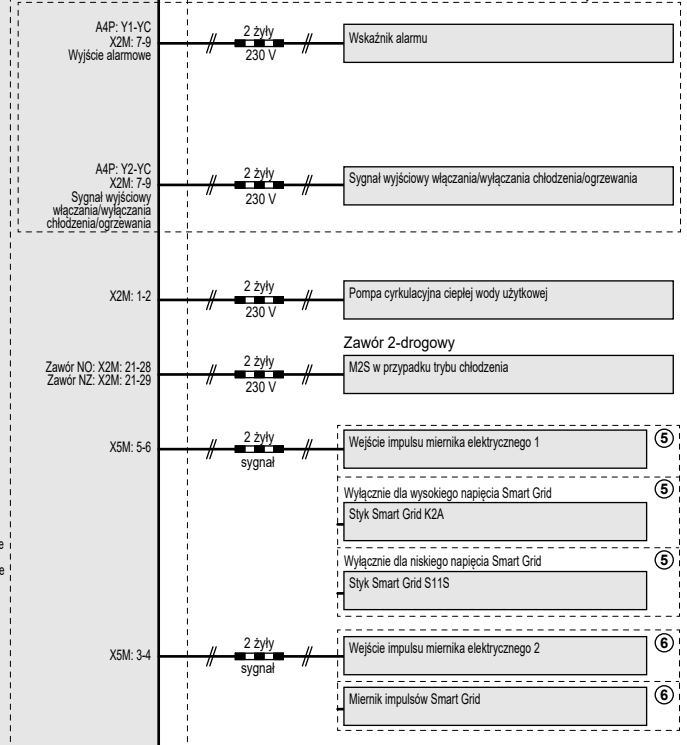 A4P: Y1-YC
X2M: 7-9
Wyjście alarmowe
2 żyły
230 V
Wskaźnik alarmu
A4P: Y2-YC
X2M: 7-9
Sygnał wyjściowy
włączania/wyłączania
chłodzenia/ogrzewania
2 żyły
230 V
Sygnał wyjściowy włączania/wyłączania chłodzenia/ogrzewania
X2M: 1-2
2 żyły
230 V
Pompa cyrkulacyjna ciepłej wody użytkowej
Zawór 2-drogowy
Zawór NO: X2M: 21-28
Zawór NZ: X2M: 21-29
2 żyły
230 V
M2S w przypadku trybu chłodzenia
X5M: 5-6
2 żyły
sygnał
Wejście impulsu miernika elektrycznego 1
5
Wyłącznie dla wysokiego napięcia Smart Grid
5
Styk Smart Grid K2A
Wyłącznie dla niskiego napięcia Smart Grid
5
Styk Smart Grid S11S
e
e
X5M: 3-4
2 żyły
sygnał
Wejście impulsu miernika elektrycznego 2
6
Miernik impulsów Smart Grid
6